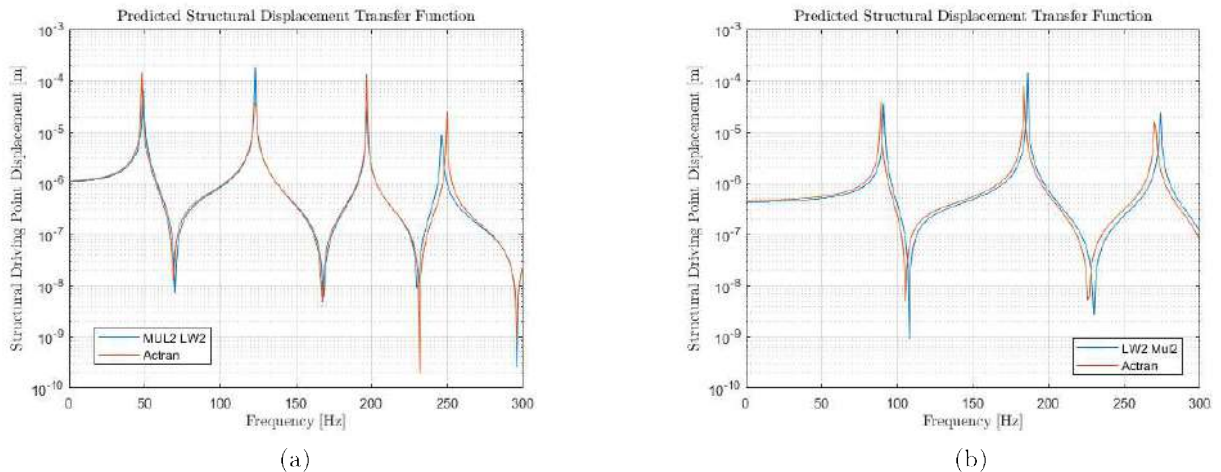 Predicted Structural Displacement Transfer Function
Structural Driving Point Displacement [m]
10-3
10-4
10-5
10-6
10-7
10-8
10-9
10-10
MUL2 LW2
Actran
0 50 100 150 200 250 300
Frequency [Hz]
(a)
Predicted Structural Displacement Transfer Function
Structural Driving Point Displacement [m]
10-3
10-4
10-5
10-6
10-7
10-8
10-9
10-10
LW2 Mul2
Actran
0 50 100 150 200 250 300
Frequency [Hz]
(b)